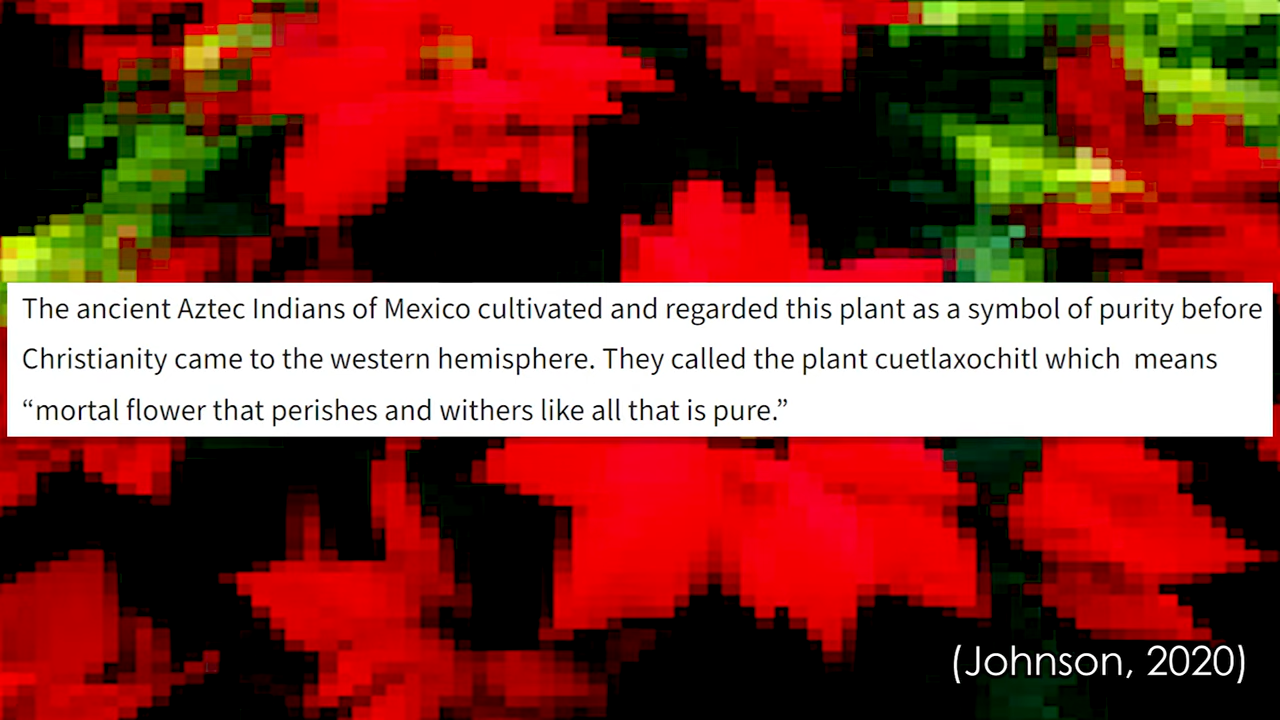 The ancient Aztec Indians of Mexico cultivated and regarded this plant as a symbol of purity before
Christianity came to the western hemisphere. They called the plant cuetlaxochitl which  means
“mortal flower that perishes and withers like all that is pure.”
(Johnson, 2020)